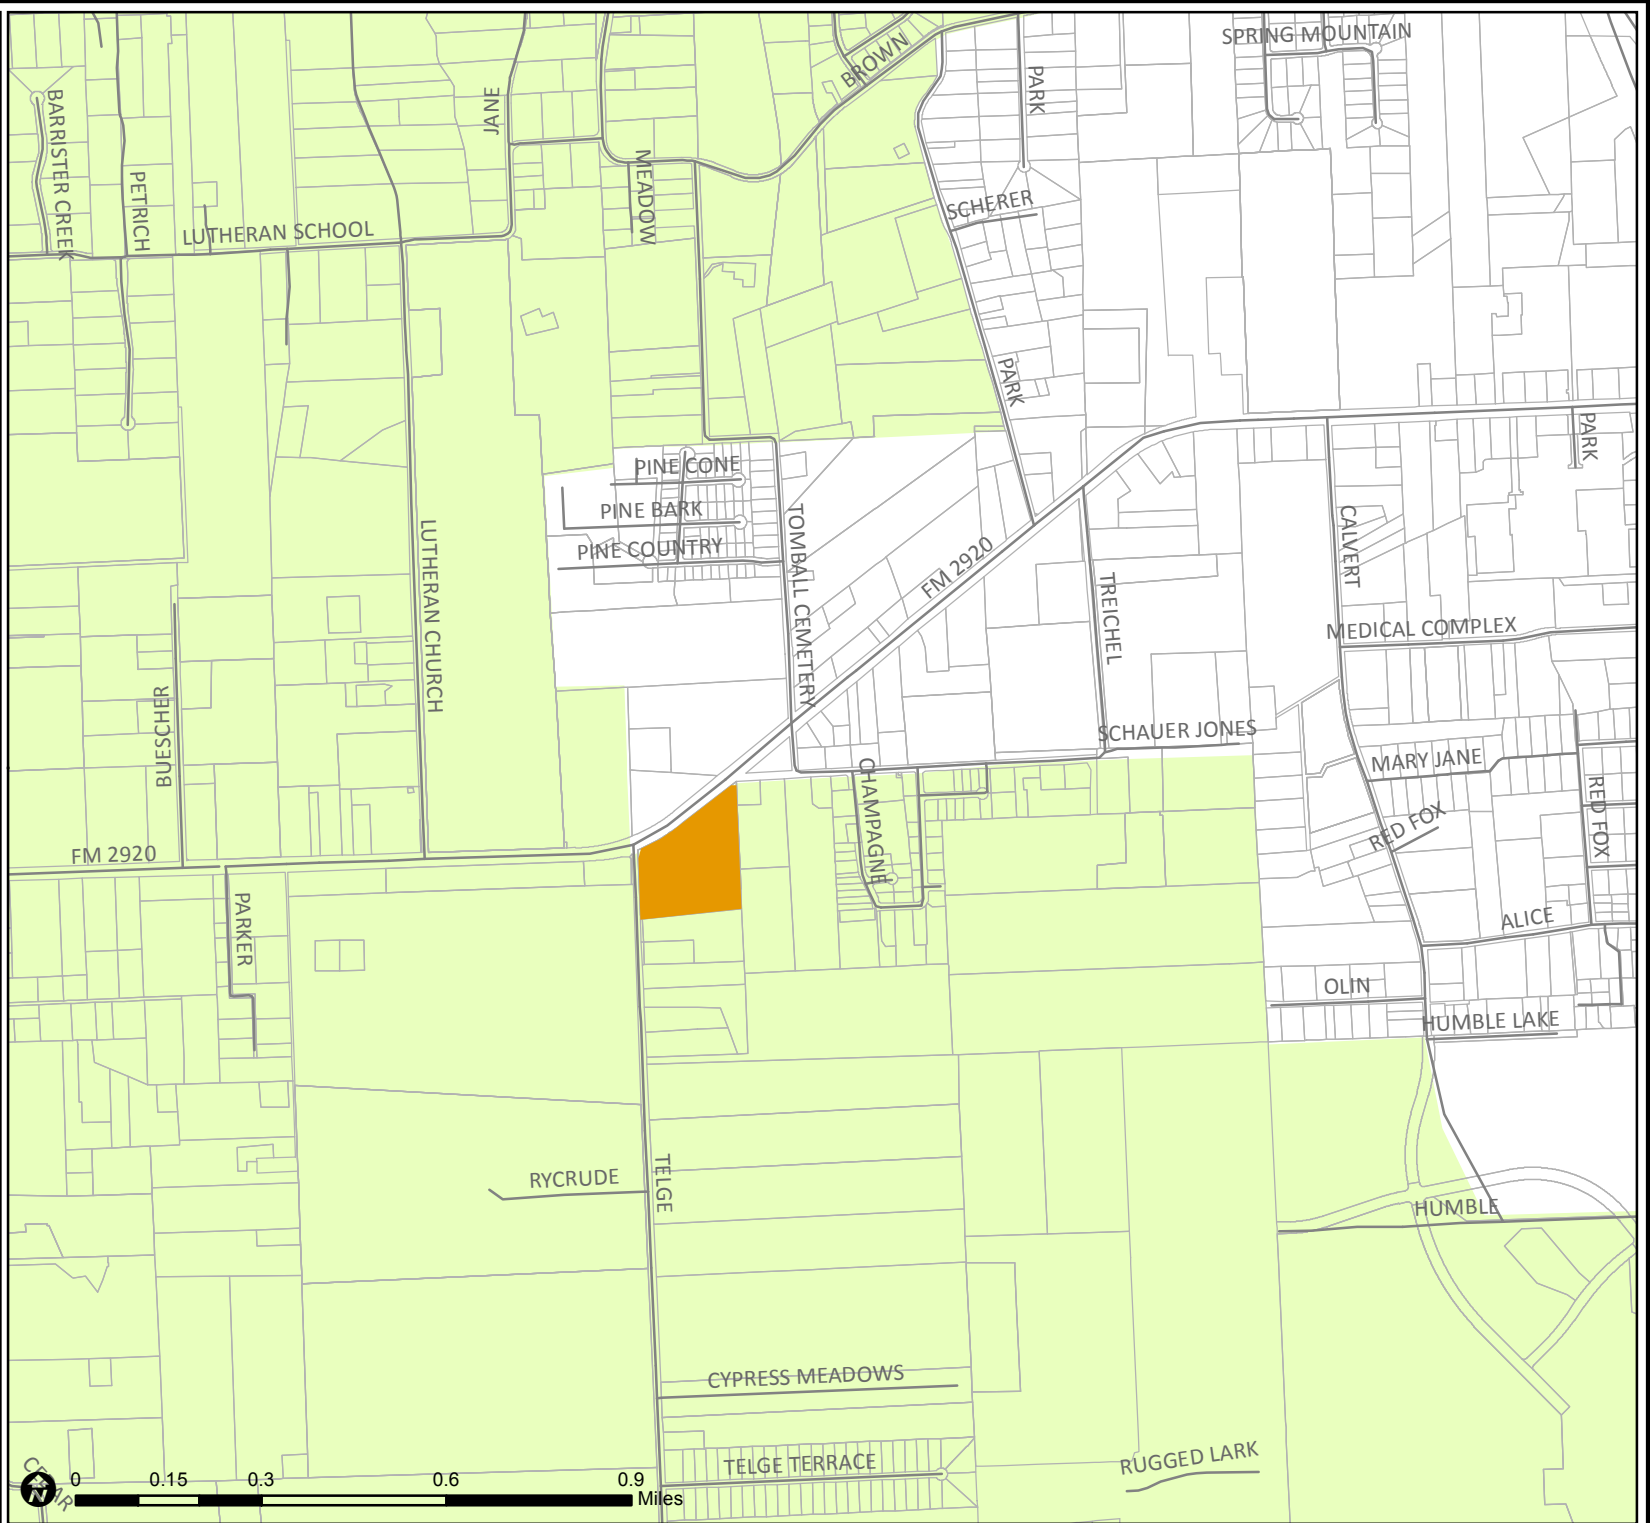 SPRING MOUNTAIN
BROWN
PARK
JANE
BARRISTER CREEK
PETRICH
MEADOW
SCHERER
LUTHERAN SCHOOL
PARK
PARK
PINE CONE
PINE BARK
PINE COUNTRY
TOMBALL CEMETERY
FM 2920
LUTHERAN CHURCH
CALVERT
TREICHEL
MEDICAL COMPLEX
BUESCHER
SCHAUER JONES
MARY JANE
CHAMPAGNE
RED FOX
RED FOX
FM 2920
PARKER
ALICE
OLIN
HUMBLE LAKE
RYCRUDE
TELGE
HUMBLE
CYPRESS MEADOWS
TELGE TERRACE
RUGGED LARK
CEDAR
N
0 0.15 0.3 0.6 0.9
Miles